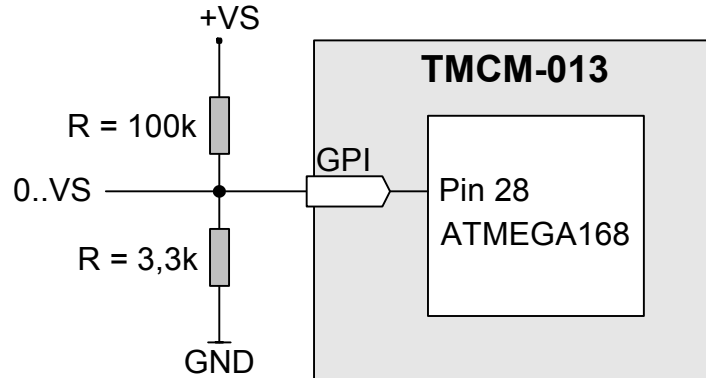 +VS
TMCM-013
R = 100k
GPI
0..VS
Pin 28
ATMEGA168
R = 3,3k
GND